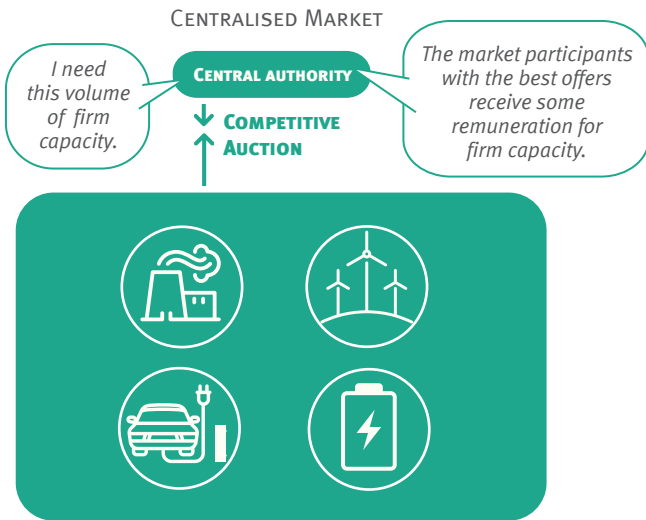 Centralised Market
I need
this volume
of firm
capacity.
Central authority
The market participants
with the best offers
receive some
remuneration for
firm capacity.
Competitive
Auction